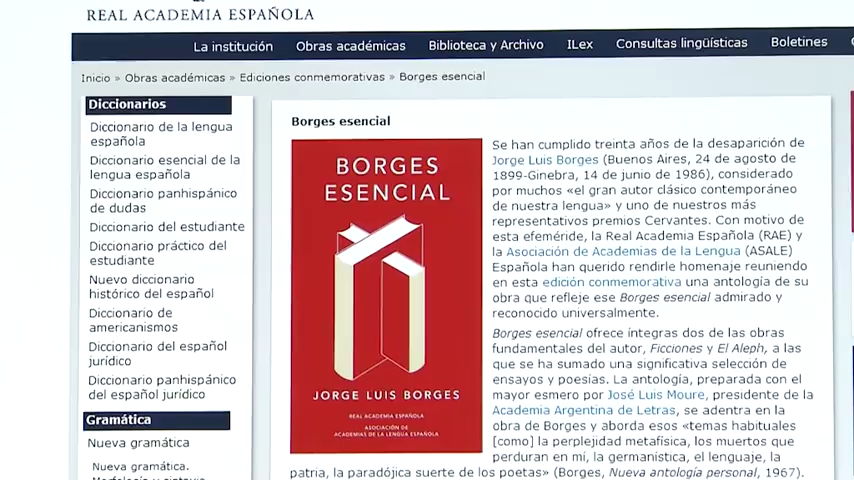 REAL ACADEMIA ESPAÑOLA
La institución Obras académicas Biblioteca y Archivo ILex Consultas lingüísticas Boletines
Inicio » Obras académicas » Ediciones conmemorativas » Borges esencial
Diccionarios
Diccionario de la lengua
española
Diccionario esencial de la
lengua española
Diccionario panhispánico
de dudas
Diccionario del estudiante
Diccionario práctico del
estudiante
Nuevo diccionario
histórico del español
Diccionario de
americanismos
Diccionario del español
jurídico
Diccionario panhispánico
del español jurídico
Gramática
Nueva gramática
Nueva gramática.
Morfología y sintaxis
Borges esencial
BORGES
ESENCIAL
JORGE LUIS BORGES
REAL ACADEMIA ESPAÑOLA
ASOCIACIÓN DE
ACADEMIAS DE LA LENGUA ESPAÑOLA
Se han cumplido treinta años de la desaparición de
Jorge Luis Borges (Buenos Aires, 24 de agosto de
1899-Ginebra, 14 de junio de 1986), considerado
por muchos «el gran autor clásico contemporáneo
de nuestra lengua» y uno de nuestros más
representativos premios Cervantes. Con motivo de
esta efeméride, la Real Academia Española (RAE) y
la Asociación de Academias de la Lengua (ASALE)
Española han querido rendirle homenaje reuniendo
en esta edición conmemorativa una antología de su
obra que refleje ese Borges esencial admirado y
reconocido universalmente.
Borges esencial ofrece íntegras dos de las obras
fundamentales del autor, Ficciones y El Aleph, a las
que se ha sumado una significativa selección de
ensayos y poesías. La antología, preparada con el
mayor esmero por José Luis Moure, presidente de la
Academia Argentina de Letras, se adentra en la
obra de Borges y aborda esos «temas habituales
[como] la perplejidad metafísica, los muertos que
perduran en mí, la germanística, el lenguaje, la
patria, la paradójica suerte de los poetas» (Borges, Nueva antología personal, 1967).